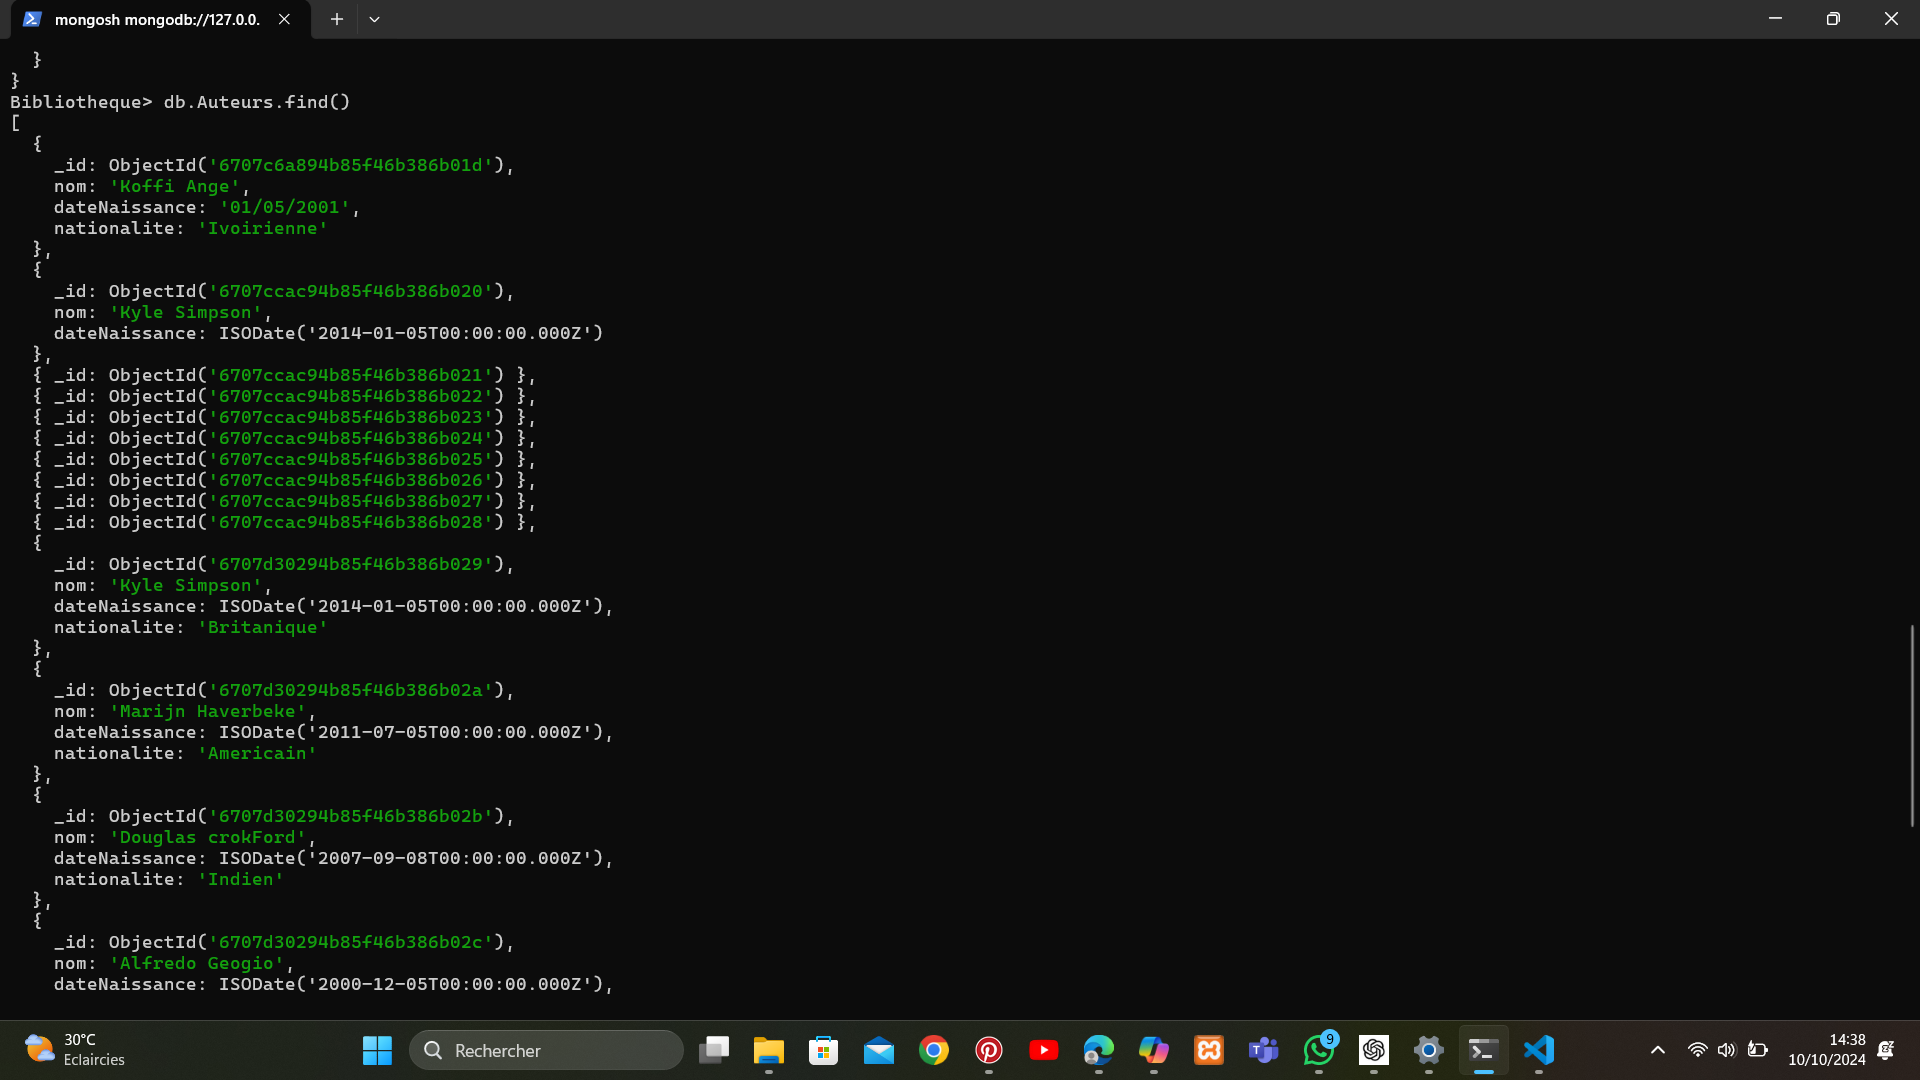 mongosh mongodb://127.0.0.
}
}
Bibliotheque> db.Auteurs.find()
[
{
_id: ObjectId('6707c6a894b85f46b386b01d'),
nom: 'Koffi Ange',
dateNaissance: '01/05/2001',
nationalite: 'Ivoirienne'
},
{
_id: ObjectId('6707ccac94b85f46b386b020'),
nom: 'Kyle Simpson',
dateNaissance: ISODate('2014-01-05T00:00:00.000Z')
},
{ _id: ObjectId('6707ccac94b85f46b386b021') },
{ _id: ObjectId('6707ccac94b85f46b386b022') },
{ _id: ObjectId('6707ccac94b85f46b386b023') },
{ _id: ObjectId('6707ccac94b85f46b386b024') },
{ _id: ObjectId('6707ccac94b85f46b386b025') },
{ _id: ObjectId('6707ccac94b85f46b386b026') },
{ _id: ObjectId('6707ccac94b85f46b386b027') },
{ _id: ObjectId('6707ccac94b85f46b386b028') },
{
_id: ObjectId('6707d30294b85f46b386b029'),
nom: 'Kyle Simpson',
dateNaissance: ISODate('2014-01-05T00:00:00.000Z'),
nationalite: 'Britanique'
},
{
_id: ObjectId('6707d30294b85f46b386b02a'),
nom: 'Marijn Haverbeke',
dateNaissance: ISODate('2011-07-05T00:00:00.000Z'),
nationalite: 'Americain'
},
{
_id: ObjectId('6707d30294b85f46b386b02b'),
nom: 'Douglas crokFord',
dateNaissance: ISODate('2007-09-08T00:00:00.000Z'),
nationalite: 'Indien'
},
{
_id: ObjectId('6707d30294b85f46b386b02c'),
nom: 'Alfredo Geogio',
dateNaissance: ISODate('2000-12-05T00:00:00.000Z'),
30°C
Eclaircies
Rechercher
9
14:38
10/10/2024